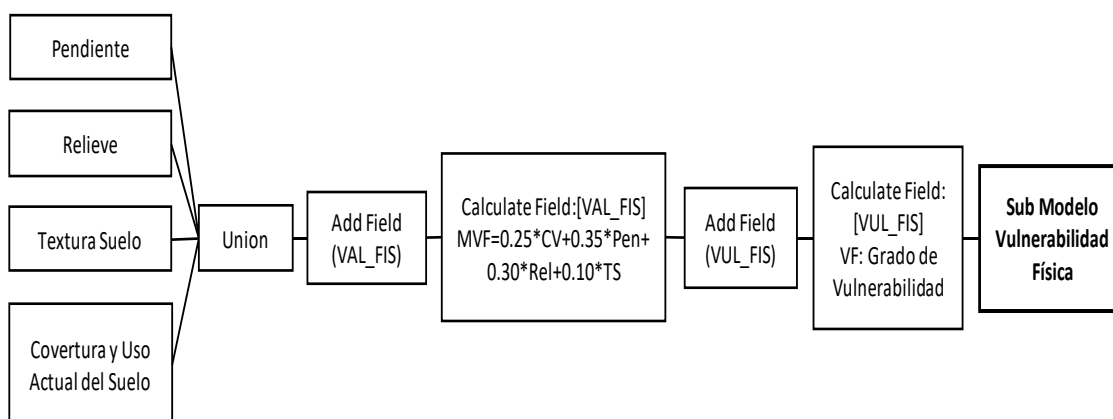 Pendiente
Relieve
Textura Suelo
Covertura y Uso
Actual del Suelo
Union
Add Field
(VAL_FIS)
Calculate Field:[VAL_FIS]
MVF=0.25*CV+0.35*Pen+
0.30*Rel+0.10*TS
Add Field
(VUL_FIS)
Calculate Field:
[VUL_FIS]
VF: Grado de
Vulnerabilidad
Sub Modelo
Vulnerabilidad
Física